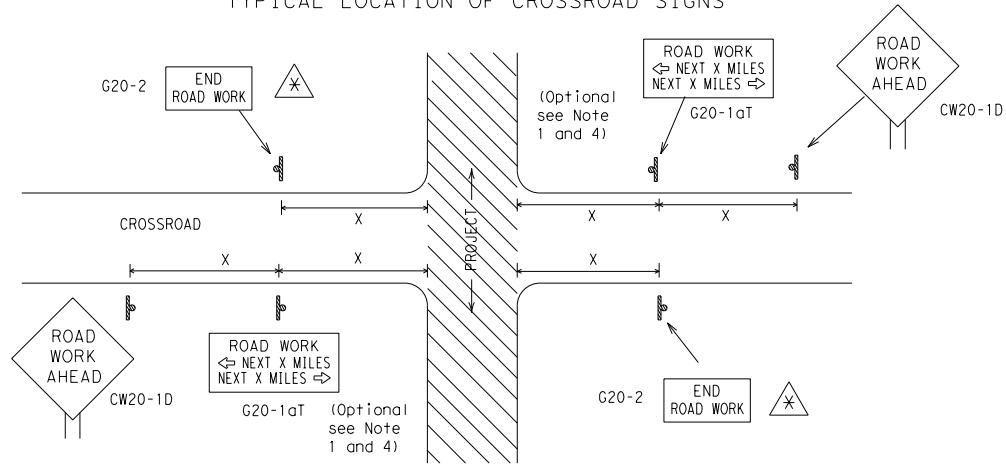 TYPICAL LOCATION OF CROSSROAD SIGNS
G20-2
END
ROAD WORK
*
(Optional
see Note
1 and 4)
ROAD WORK
⇦ NEXT X MILES
NEXT X MILES ⇨
G20-1aT
ROAD
WORK
AHEAD
CW20-1D
X
X
X
CROSSROAD
PROJECT
X
X
X
ROAD
WORK
AHEAD
CW20-1D
ROAD WORK
⇦ NEXT X MILES
NEXT X MILES ⇨
G20-1aT
(Optional
see Note
1 and 4)
G20-2
END
ROAD WORK
*